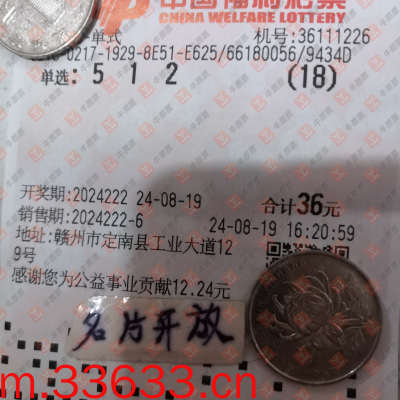 中国福利彩票
CHINA WELFARE LOTTERY
单式 机号:36111226
0217-1929-8E51-E625/66180056/9434D
单选: 5 1 2 (18)
开奖期:2024222 24-08-19 合计36元
销售期:2024222-6 24-08-19 16:20:59
地址:赣州市定南县工业大道12
9号
感谢您为公益事业贡献12.24元
名片开放
m.33633.cn